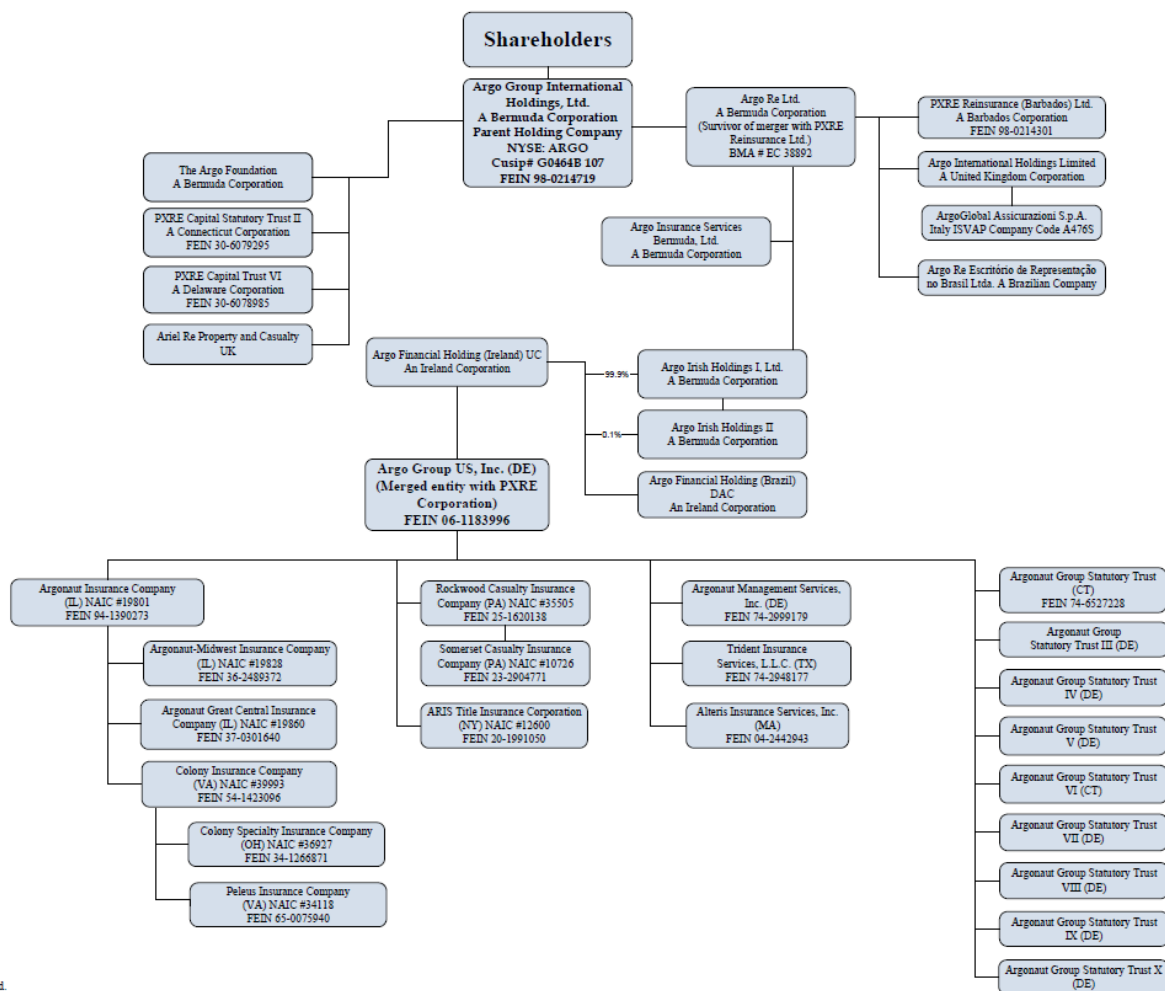 Shareholders
Argo Group International
Holdings, Ltd.
A Bermuda Corporation
Parent Holding Company
NYSE: ARGO
Cusip# G0464B 107
FEIN 98-0214719
Argo Re Ltd.
A Bermuda Corporation
(Survivor of merger with PXRE
Reinsurance Ltd.)
BMA # EC 38892
PXRE Reinsurance (Barbados) Ltd.
A Barbados Corporation
FEIN 98-0214301
Argo International Holdings Limited
A United Kingdom Corporation
ArgoGlobal Assicurazioni S.p.A.
Italy ISVAP Company Code A476S
Argo Re Escritório de Representação
no Brasil Ltda. A Brazilian Company
The Argo Foundation
A Bermuda Corporation
PXRE Capital Statutory Trust II
A Connecticut Corporation
FEIN 30-6079295
PXRE Capital Trust VI
A Delaware Corporation
FEIN 30-6078985
Ariel Re Property and Casualty
UK
Argo Insurance Services
Bermuda, Ltd.
A Bermuda Corporation
Argo Financial Holding (Ireland) UC
An Ireland Corporation
99.9%
Argo Irish Holdings I, Ltd.
A Bermuda Corporation
0.1%
Argo Irish Holdings II
A Bermuda Corporation
Argo Financial Holding (Brazil)
DAC
An Ireland Corporation
Argo Group US, Inc. (DE)
(Merged entity with PXRE
Corporation)
FEIN 06-1183996
Argonaut Insurance Company
(IL) NAIC #19801
FEIN 94-1390273
Argonaut-Midwest Insurance Company
(IL) NAIC #19828
FEIN 36-2489372
Argonaut Great Central Insurance
Company (IL) NAIC #19860
FEIN 37-0301640
Colony Insurance Company
(VA) NAIC #39993
FEIN 54-1423096
Colony Specialty Insurance Company
(OH) NAIC #36927
FEIN 34-1266871
Peleus Insurance Company
(VA) NAIC #34118
FEIN 65-0075940
Rockwood Casualty Insurance
Company (PA) NAIC #35505
FEIN 25-1620138
Somerset Casualty Insurance
Company (PA) NAIC #10726
FEIN 23-2904771
ARIS Title Insurance Corporation
(NY) NAIC #12600
FEIN 20-1991050
Argonaut Management Services,
Inc. (DE)
FEIN 74-2999179
Trident Insurance
Services, L.L.C. (TX)
FEIN 74-2948177
Alteris Insurance Services, Inc.
(MA)
FEIN 04-2442943
Argonaut Group Statutory Trust
(CT)
FEIN 74-6527228
Argonaut Group
Statutory Trust III (DE)
Argonaut Group Statutory Trust
IV (DE)
Argonaut Group Statutory Trust
V (DE)
Argonaut Group Statutory Trust
VI (CT)
Argonaut Group Statutory Trust
VII (DE)
Argonaut Group Statutory Trust
VIII (DE)
Argonaut Group Statutory Trust
IX (DE)
Argonaut Group Statutory Trust X
(DE)
d.